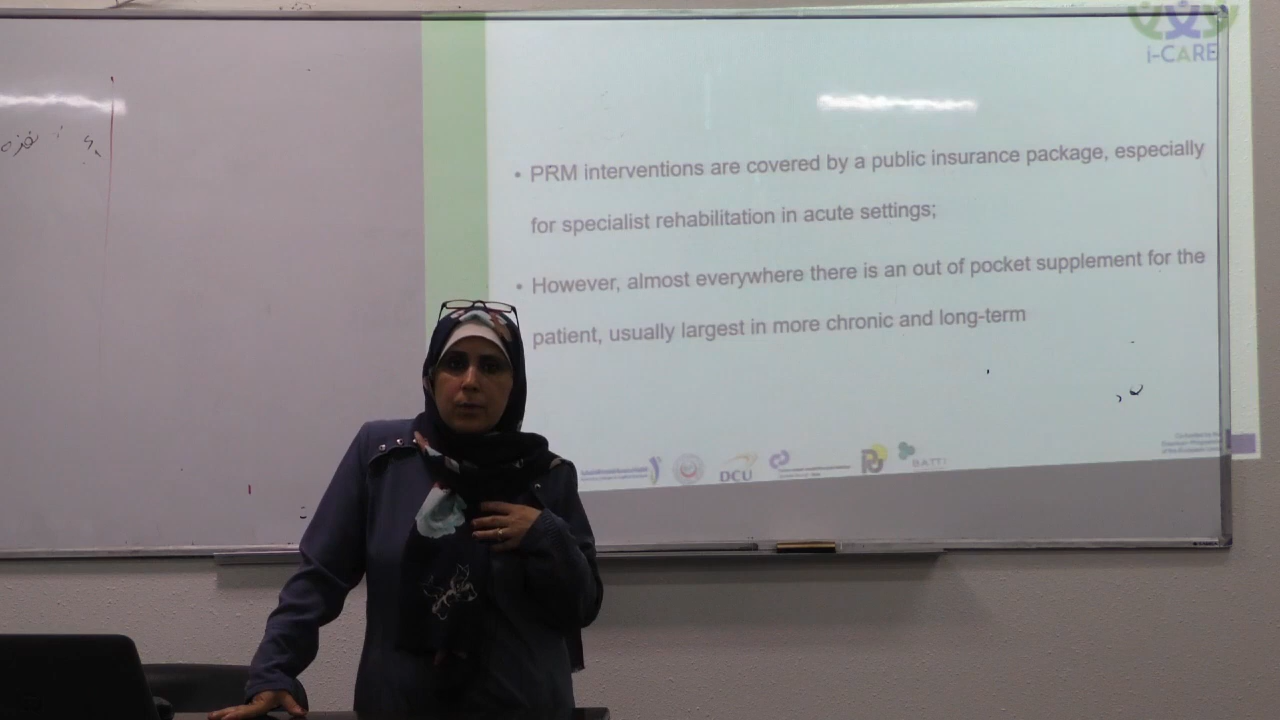 i-CARE
• PRM interventions are covered by a public insurance package, especially
for specialist rehabilitation in acute settings;
• However, almost everywhere there is an out of pocket supplement for the
patient, usually largest in more chronic and long-term
DCU
BATTI